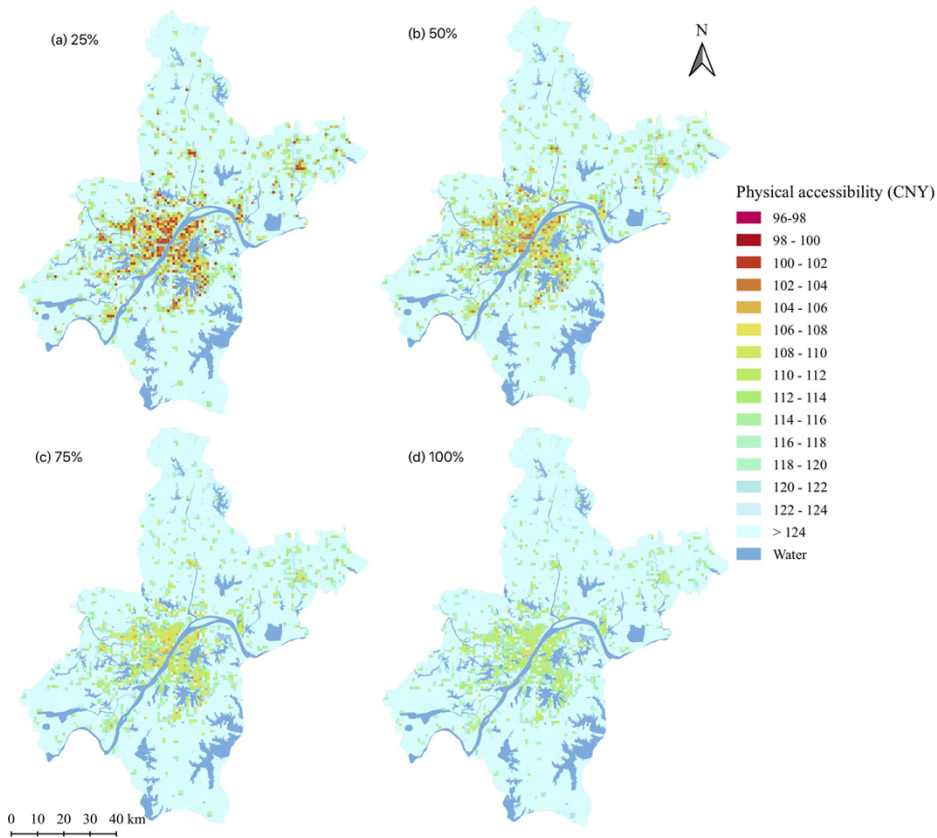 (a) 25%
(b) 50%
N
Physical accessibility (CNY)
96-98
98 - 100
100 - 102
102 - 104
104 - 106
106 - 108
108 - 110
110 - 112
112 - 114
114 - 116
116 - 118
118 - 120
120 - 122
122 - 124
> 124
Water
(c) 75%
(d) 100%
0 10 20 30 40 km